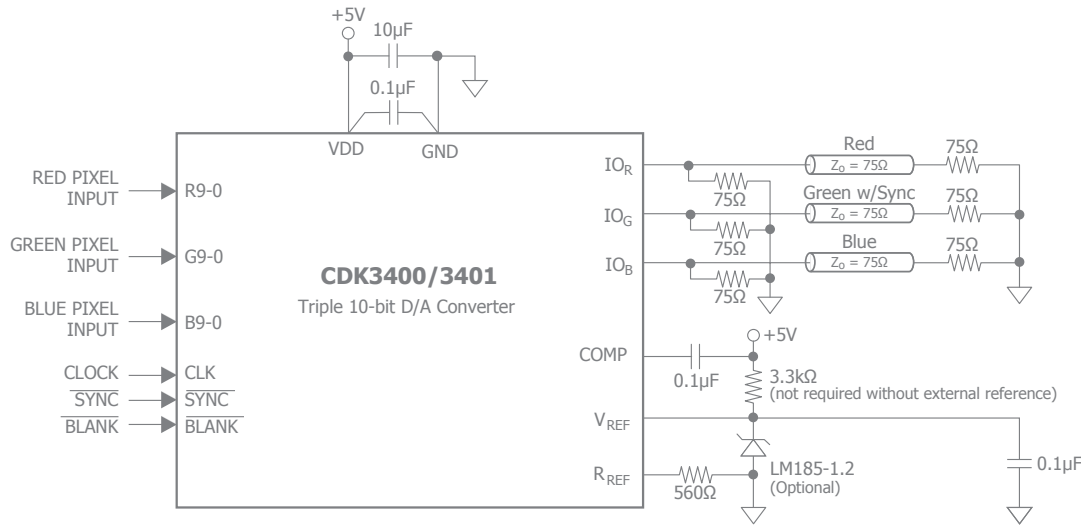 +5V
10µF
0.1µF
VDD
GND
RED PIXEL
INPUT
R9-0
GREEN PIXEL
INPUT
G9-0
BLUE PIXEL
INPUT
B9-0
CLOCK
CLK
SYNC
SYNC
BLANK
BLANK
CDK3400/3401
Triple 10-bit D/A Converter
IOR
75Ω
Red
Zo = 75Ω
75Ω
IOG
75Ω
Green w/Sync
Zo = 75Ω
75Ω
IOB
75Ω
Blue
Zo = 75Ω
75Ω
COMP
0.1µF
+5V
3.3kΩ
(not required without external reference)
VREF
LM185-1.2
(Optional)
0.1µF
RREF
560Ω